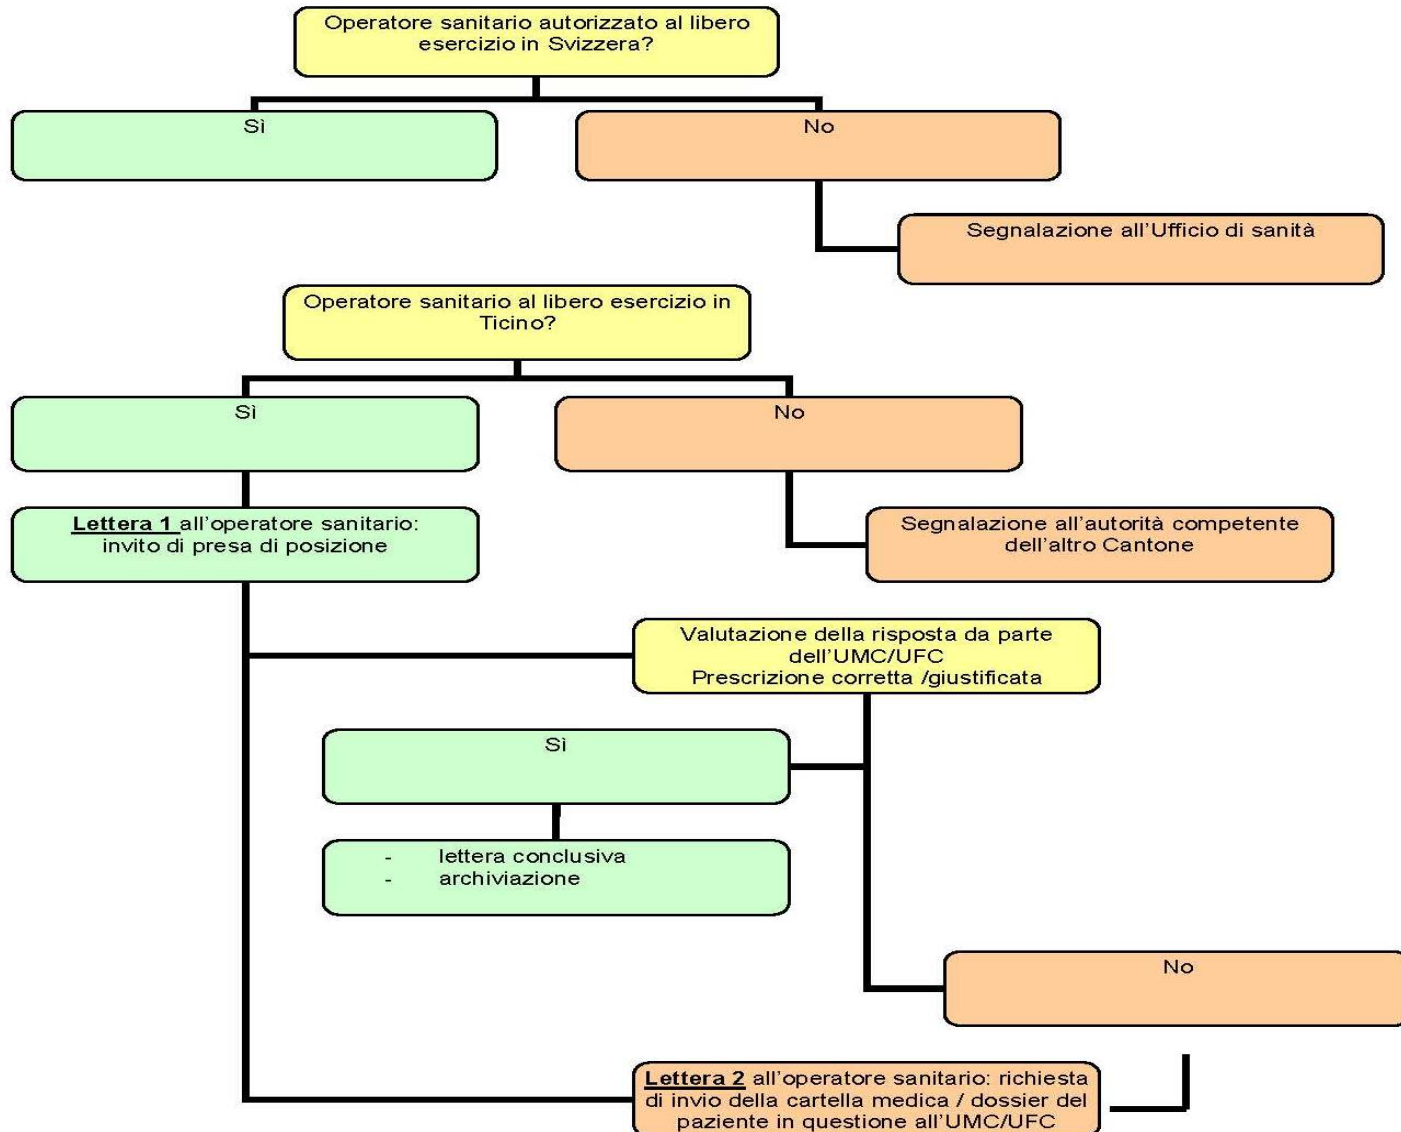 Operatore sanitario autorizzato al libero
esercizio in Svizzera?
Sì
No
Segnalazione all'Ufficio di sanità
Operatore sanitario al libero esercizio in
Ticino?
Sì
No
Lettera 1 all'operatore sanitario:
invito di presa di posizione
Segnalazione all'autorità competente
dell'altro Cantone
Valutazione della risposta da parte
dell'UMC/UFC
Prescrizione corretta /giustificata
Sì
- lettera conclusiva
- archiviazione
No
Lettera 2 all'operatore sanitario: richiesta
di invio della cartella medica / dossier del
paziente in questione all'UMC/UFC